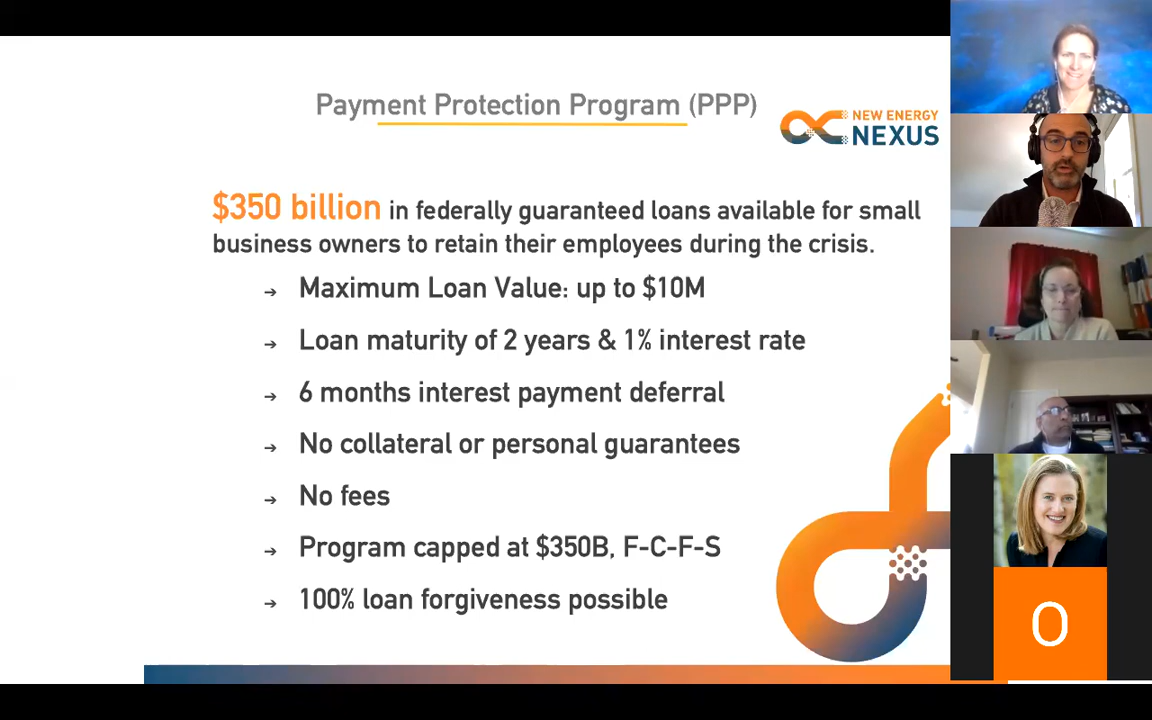 Payment Protection Program (PPP)
NEW ENERGY
NEXUS
$350 billion in federally guaranteed loans available for small
business owners to retain their employees during the crisis.
→ Maximum Loan Value: up to $10M
→ Loan maturity of 2 years & 1% interest rate
→ 6 months interest payment deferral
→ No collateral or personal guarantees
→ No fees
→ Program capped at $350B, F-C-F-S
→ 100% loan forgiveness possible
O